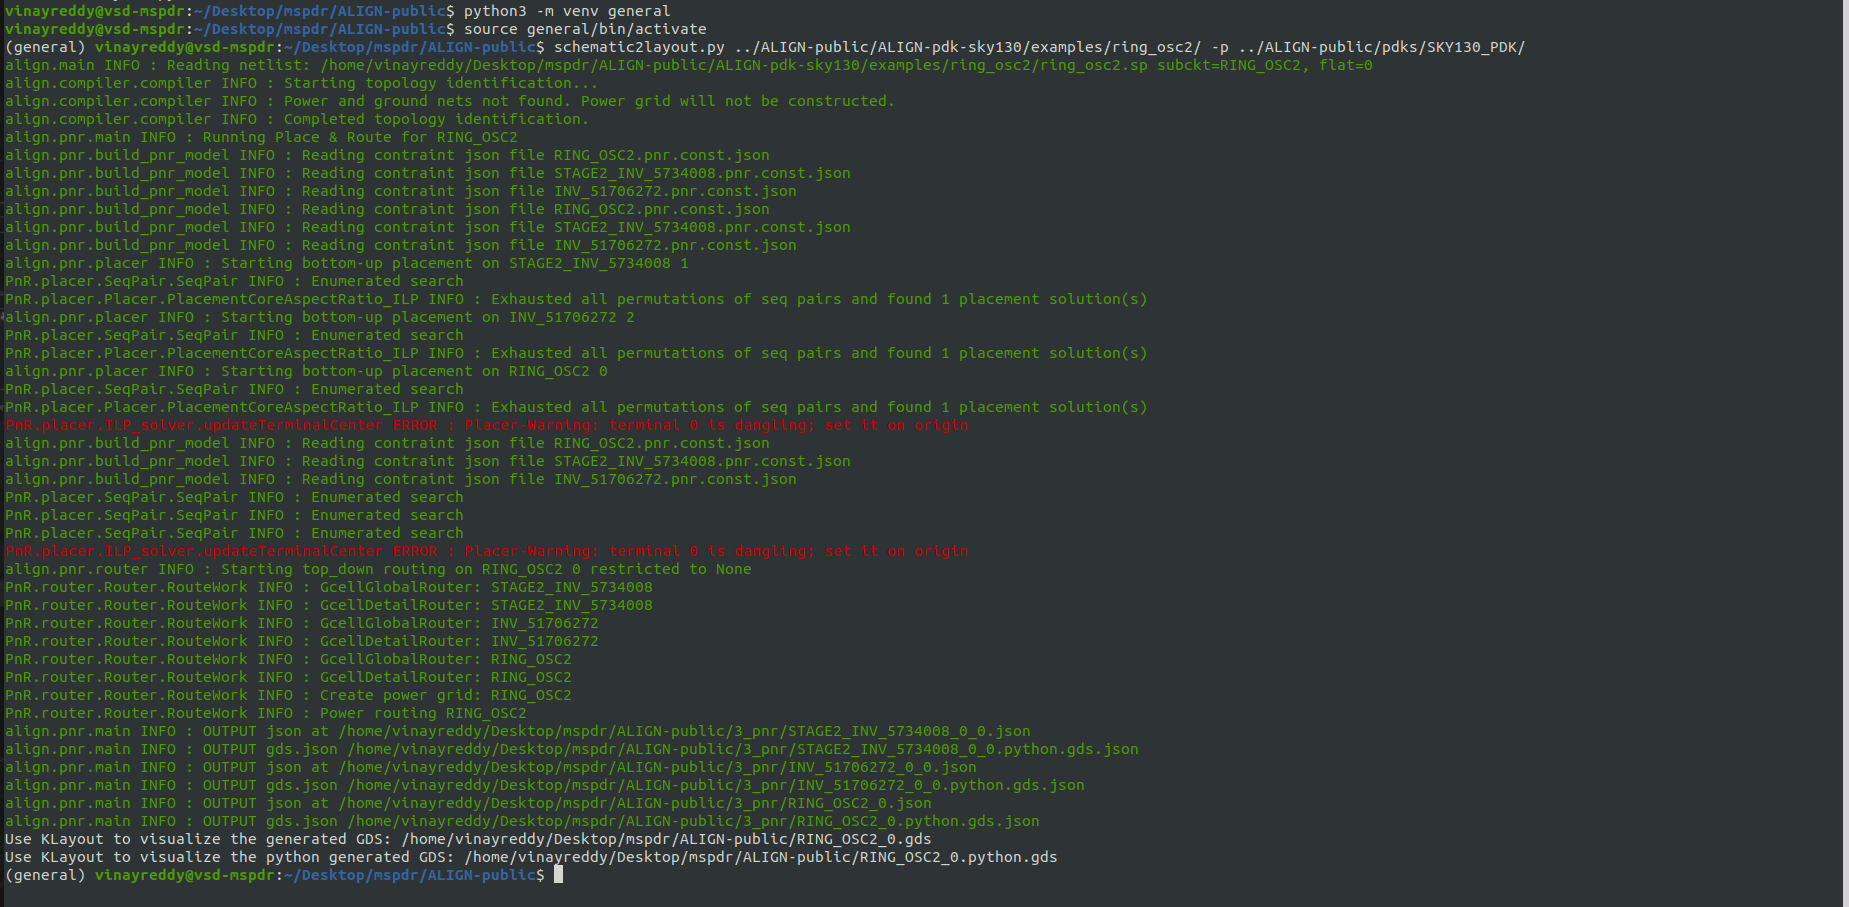 vinayreddy@vsd-mspdr:~/Desktop/mspdr/ALIGN-public$ python3 -m venv general
vinayreddy@vsd-mspdr:~/Desktop/mspdr/ALIGN-public$ source general/bin/activate
(general) vinayreddy@vsd-mspdr:~/Desktop/mspdr/ALIGN-public$ schematic2layout.py ../ALIGN-public/ALIGN-pdk-sky130/examples/ring_osc2/ -p ../ALIGN-public/pdks/SKY130_PDK/
align.main INFO : Reading netlist: /home/vinayreddy/Desktop/mspdr/ALIGN-public/ALIGN-pdk-sky130/examples/ring_osc2/ring_osc2.sp subckt=RING_OSC2, flat=0
align.compiler.compiler INFO : Starting topology identification...
align.compiler.compiler INFO : Power and ground nets not found. Power grid will not be constructed.
align.compiler.compiler INFO : Completed topology identification.
align.pnr.main INFO : Running Place & Route for RING_OSC2
align.pnr.build_pnr_model INFO : Reading contraint json file RING_OSC2.pnr.const.json
align.pnr.build_pnr_model INFO : Reading contraint json file STAGE2_INV_5734008.pnr.const.json
align.pnr.build_pnr_model INFO : Reading contraint json file INV_51706272.pnr.const.json
align.pnr.build_pnr_model INFO : Reading contraint json file RING_OSC2.pnr.const.json
align.pnr.build_pnr_model INFO : Reading contraint json file STAGE2_INV_5734008.pnr.const.json
align.pnr.build_pnr_model INFO : Reading contraint json file INV_51706272.pnr.const.json
align.pnr.placer INFO : Starting bottom-up placement on STAGE2_INV_5734008 1
PnR.placer.SeqPair.SeqPair INFO : Enumerated search
PnR.placer.Placer.PlacementCoreAspectRatio_ILP INFO : Exhausted all permutations of seq pairs and found 1 placement solution(s)
align.pnr.placer INFO : Starting bottom-up placement on INV_51706272 2
PnR.placer.SeqPair.SeqPair INFO : Enumerated search
PnR.placer.Placer.PlacementCoreAspectRatio_ILP INFO : Exhausted all permutations of seq pairs and found 1 placement solution(s)
align.pnr.placer INFO : Starting bottom-up placement on RING_OSC2 0
PnR.placer.SeqPair.SeqPair INFO : Enumerated search
PnR.placer.Placer.PlacementCoreAspectRatio_ILP INFO : Exhausted all permutations of seq pairs and found 1 placement solution(s)
PnR.placer.ILP_solver.updateTerminalCenter ERROR : Placer-Warning: terminal 0 is dangling; set it on origin
align.pnr.build_pnr_model INFO : Reading contraint json file RING_OSC2.pnr.const.json
align.pnr.build_pnr_model INFO : Reading contraint json file STAGE2_INV_5734008.pnr.const.json
align.pnr.build_pnr_model INFO : Reading contraint json file INV_51706272.pnr.const.json
PnR.placer.SeqPair.SeqPair INFO : Enumerated search
PnR.placer.SeqPair.SeqPair INFO : Enumerated search
PnR.placer.SeqPair.SeqPair INFO : Enumerated search
PnR.placer.ILP_solver.updateTerminalCenter ERROR : Placer-Warning: terminal 0 is dangling; set it on origin
align.pnr.router INFO : Starting top_down routing on RING_OSC2 0 restricted to None
PnR.router.Router.RouteWork INFO : GcellGlobalRouter: STAGE2_INV_5734008
PnR.router.Router.RouteWork INFO : GcellDetailRouter: STAGE2_INV_5734008
PnR.router.Router.RouteWork INFO : GcellGlobalRouter: INV_51706272
PnR.router.Router.RouteWork INFO : GcellDetailRouter: INV_51706272
PnR.router.Router.RouteWork INFO : GcellGlobalRouter: RING_OSC2
PnR.router.Router.RouteWork INFO : GcellDetailRouter: RING_OSC2
PnR.router.Router.RouteWork INFO : Create power grid: RING_OSC2
PnR.router.Router.RouteWork INFO : Power routing RING_OSC2
align.pnr.main INFO : OUTPUT json at /home/vinayreddy/Desktop/mspdr/ALIGN-public/3_pnr/STAGE2_INV_5734008_0_0.json
align.pnr.main INFO : OUTPUT gds.json /home/vinayreddy/Desktop/mspdr/ALIGN-public/3_pnr/STAGE2_INV_5734008_0_0.python.gds.json
align.pnr.main INFO : OUTPUT json at /home/vinayreddy/Desktop/mspdr/ALIGN-public/3_pnr/INV_51706272_0_0.json
align.pnr.main INFO : OUTPUT gds.json /home/vinayreddy/Desktop/mspdr/ALIGN-public/3_pnr/INV_51706272_0_0.python.gds.json
align.pnr.main INFO : OUTPUT json at /home/vinayreddy/Desktop/mspdr/ALIGN-public/3_pnr/RING_OSC2_0.json
align.pnr.main INFO : OUTPUT gds.json /home/vinayreddy/Desktop/mspdr/ALIGN-public/3_pnr/RING_OSC2_0.python.gds.json
Use KLayout to visualize the generated GDS: /home/vinayreddy/Desktop/mspdr/ALIGN-public/RING_OSC2_0.gds
Use KLayout to visualize the python generated GDS: /home/vinayreddy/Desktop/mspdr/ALIGN-public/RING_OSC2_0.python.gds
(general) vinayreddy@vsd-mspdr:~/Desktop/mspdr/ALIGN-public$